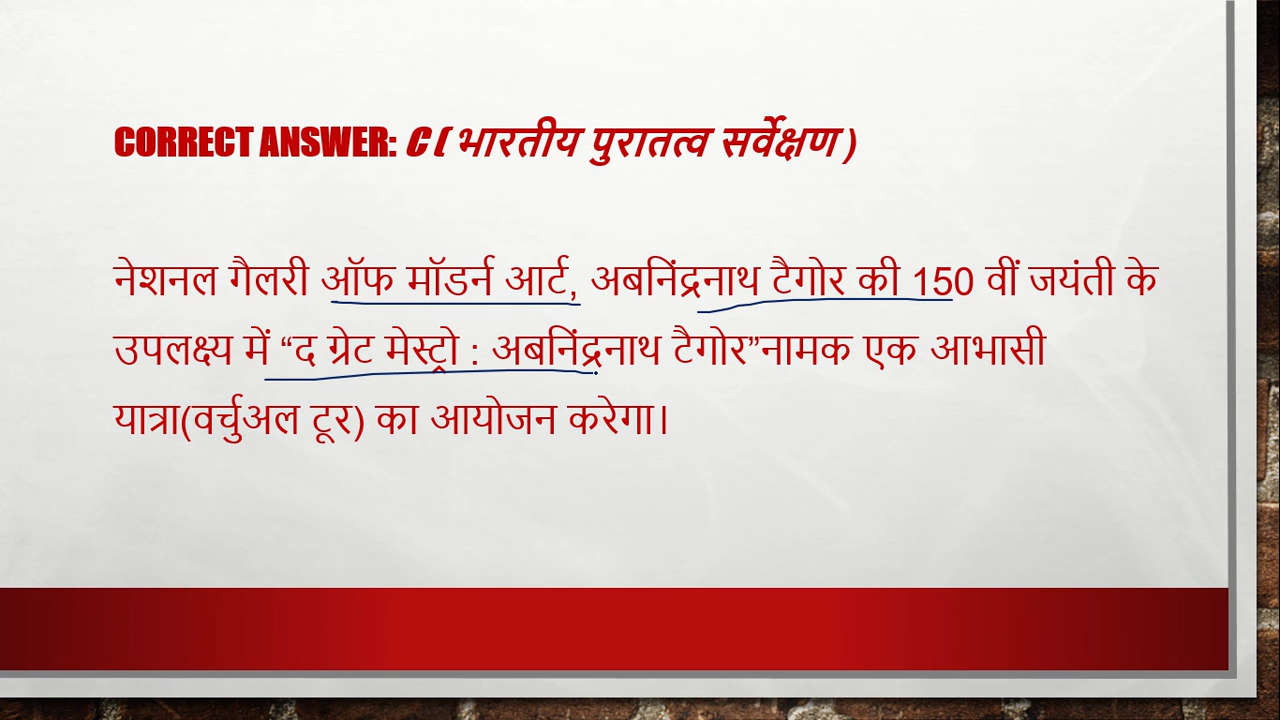 CORRECT ANSWER: C ( भारतीय पुरातत्व सर्वेक्षण )
नेशनल गैलरी ऑफ मॉडर्न आर्ट, अबनिंद्रनाथ टैगोर की 150 वीं जयंती के
उपलक्ष्य में “द ग्रेट मेस्ट्रो : अबनिंद्रनाथ टैगोर”नामक एक आभासी
यात्रा(वर्चुअल टूर) का आयोजन करेगा।